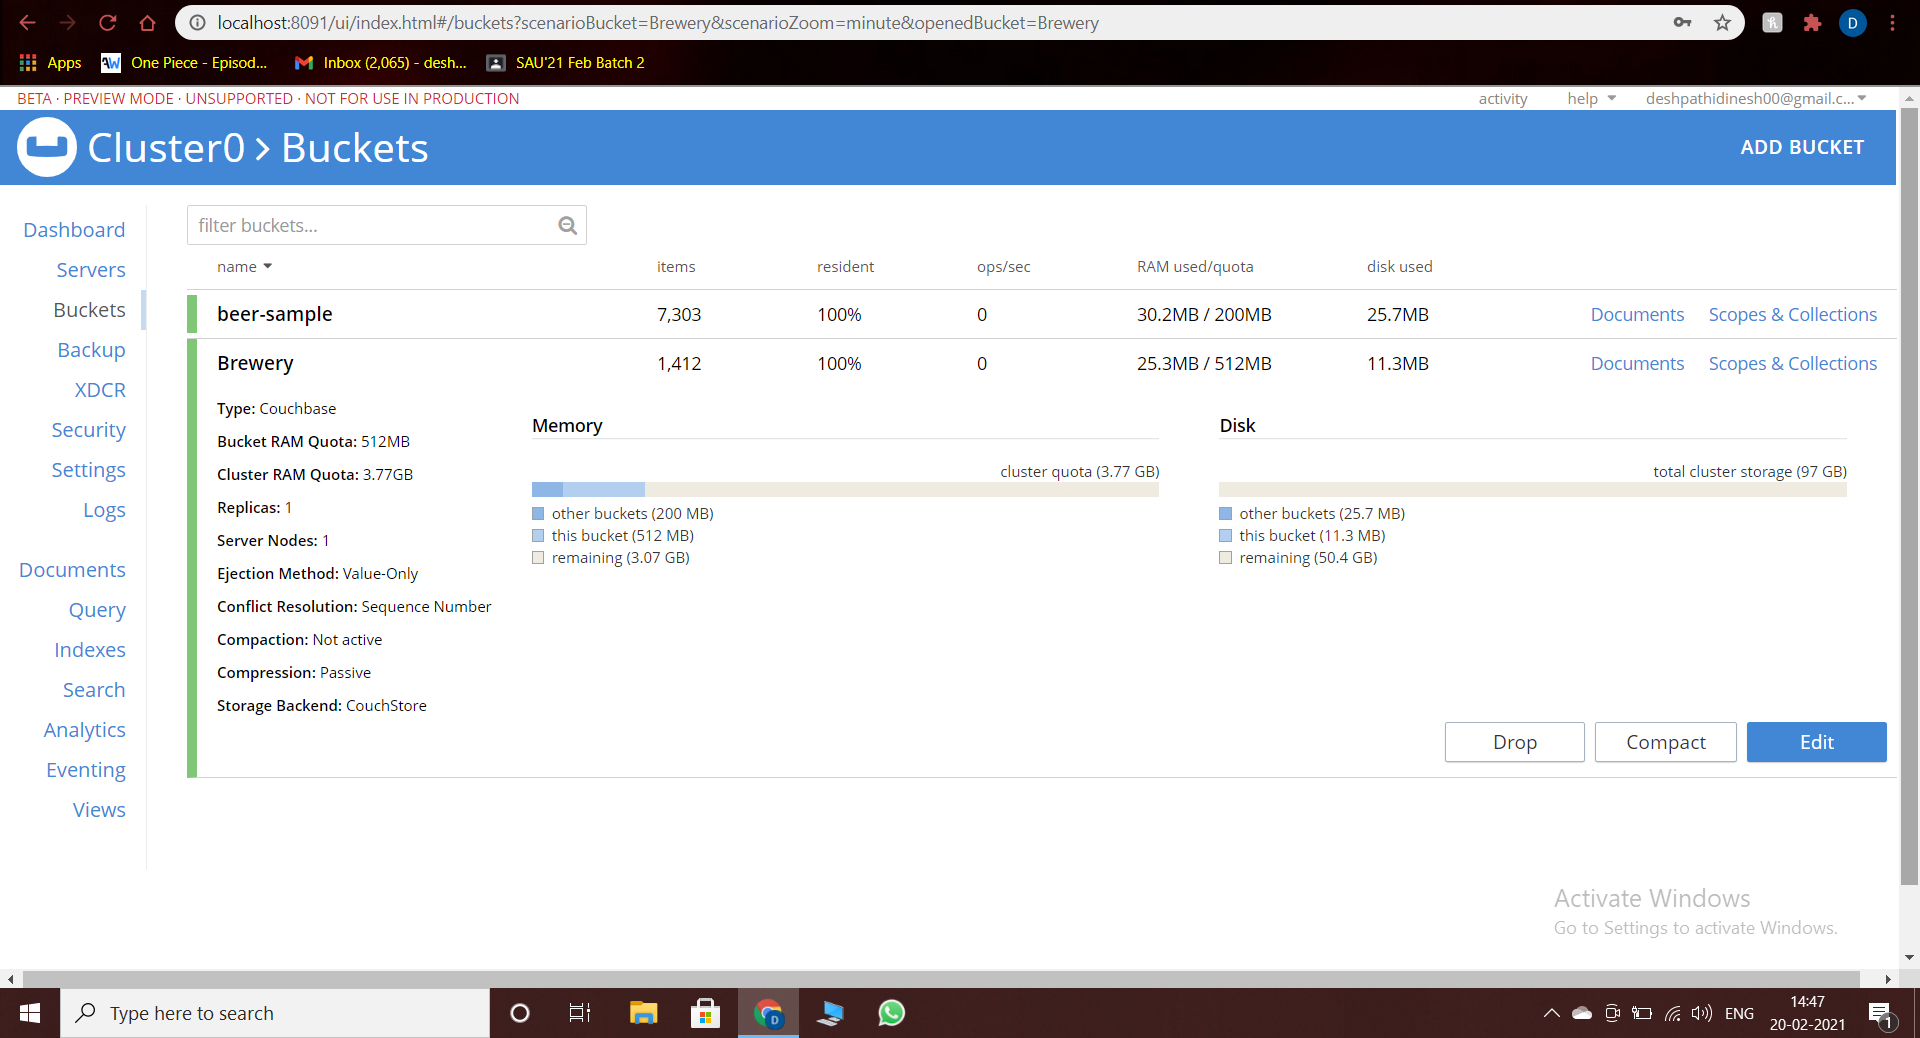 localhost:8091/ui/index.html#/buckets?scenarioBucket=Brewery&scenarioZoom=minute&openedBucket=Brewery
D
Apps One Piece - Episod... Inbox (2,065) - desh... SAU'21 Feb Batch 2
BETA · PREVIEW MODE · UNSUPPORTED · NOT FOR USE IN PRODUCTION activity help deshpathidinesh00@gmail.c...
Cluster0 > Buckets ADD BUCKET
Dashboard
Servers
Buckets
Backup
XDCR
Security
Settings
Logs
Documents
Query
Indexes
Search
Analytics
Eventing
Views
filter buckets...
name items resident ops/sec RAM used/quota disk used
beer-sample 7,303 100% 0 30.2MB / 200MB 25.7MB Documents Scopes & Collections
Brewery 1,412 100% 0 25.3MB / 512MB 11.3MB Documents Scopes & Collections
Type: Couchbase
Bucket RAM Quota: 512MB
Cluster RAM Quota: 3.77GB
Replicas: 1
Server Nodes: 1
Ejection Method: Value-Only
Conflict Resolution: Sequence Number
Compaction: Not active
Compression: Passive
Storage Backend: CouchStore
Memory
cluster quota (3.77 GB)
other buckets (200 MB)
this bucket (512 MB)
remaining (3.07 GB)
Disk
total cluster storage (97 GB)
other buckets (25.7 MB)
this bucket (11.3 MB)
remaining (50.4 GB)
Drop Compact Edit
Activate Windows
Go to Settings to activate Windows.
Type here to search
D
ENG
14:47
20-02-2021
1